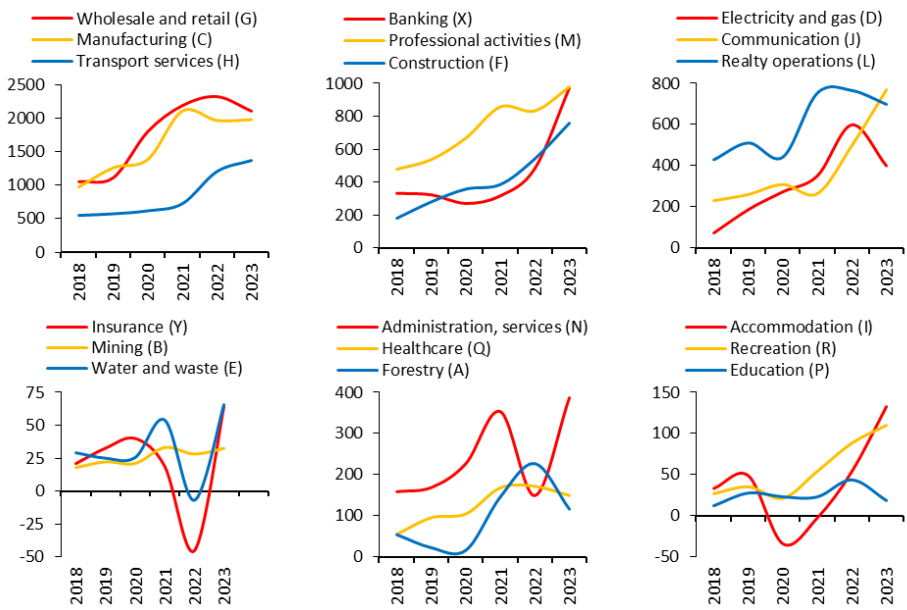 Wholesale and retail (G)
Manufacturing (C)
Transport services (H)
2500
2000
1500
1000
500
0
2018 2019 2020 2021 2022 2023
Banking (X)
Professional activities (M)
Construction (F)
1000
800
600
400
200
0
2018 2019 2020 2021 2022 2023
Electricity and gas (D)
Communication (J)
Realty operations (L)
800
600
400
200
0
2018 2019 2020 2021 2022 2023
Insurance (Y)
Mining (B)
Water and waste (E)
75
50
25
0
-25
-50
2018 2019 2020 2021 2022 2023
Administration, services (N)
Healthcare (Q)
Forestry (A)
400
300
200
100
0
2018 2019 2020 2021 2022 2023
Accommodation (I)
Recreation (R)
Education (P)
150
100
50
0
-50
2018 2019 2020 2021 2022 2023